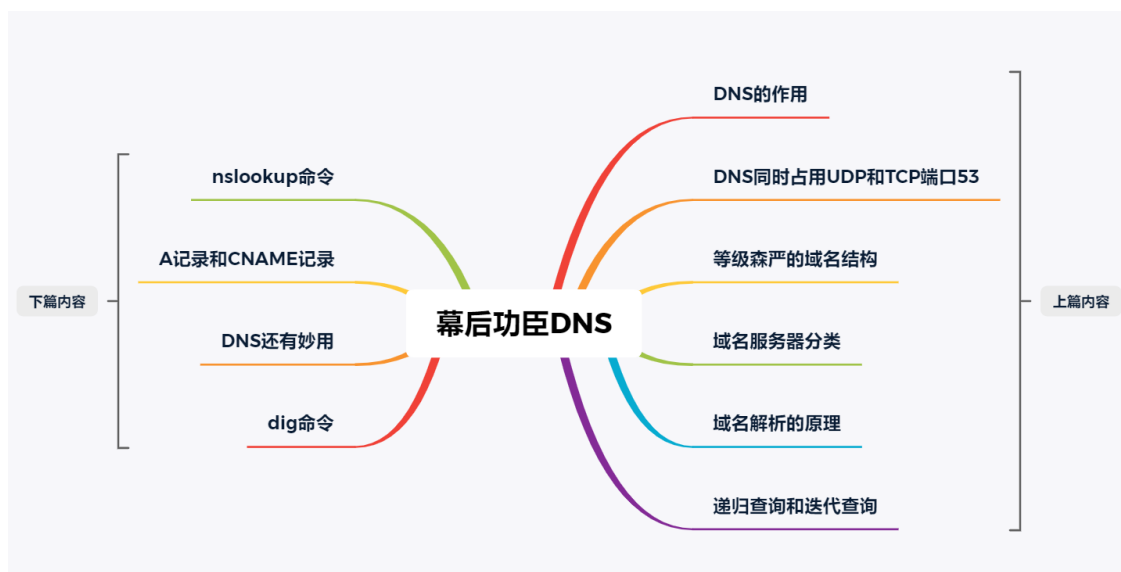 幕后功臣DNS
DNS的作用
DNS同时占用UDP和TCP端口53
等级森严的域名结构
域名服务器分类
域名解析的原理
递归查询和迭代查询
上篇内容
nslookup命令
A记录和CNAME记录
DNS还有妙用
dig命令
下篇内容